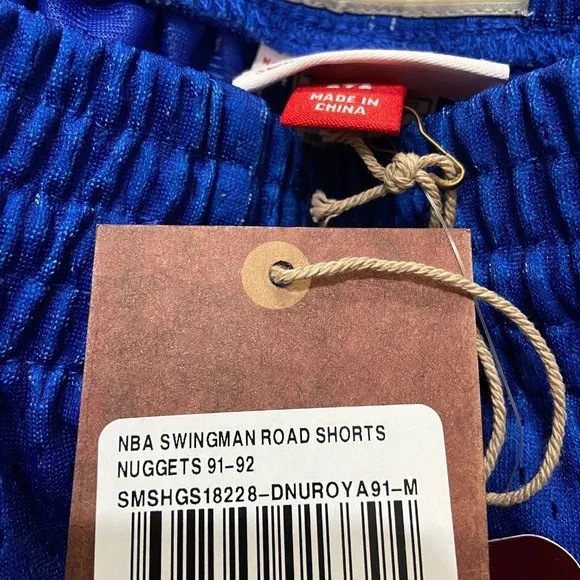 MADE IN
CHINA
NBA SWINGMAN ROAD SHORTS
NUGGETS 91-92
SMSHGS18228-DNUROYA91-M